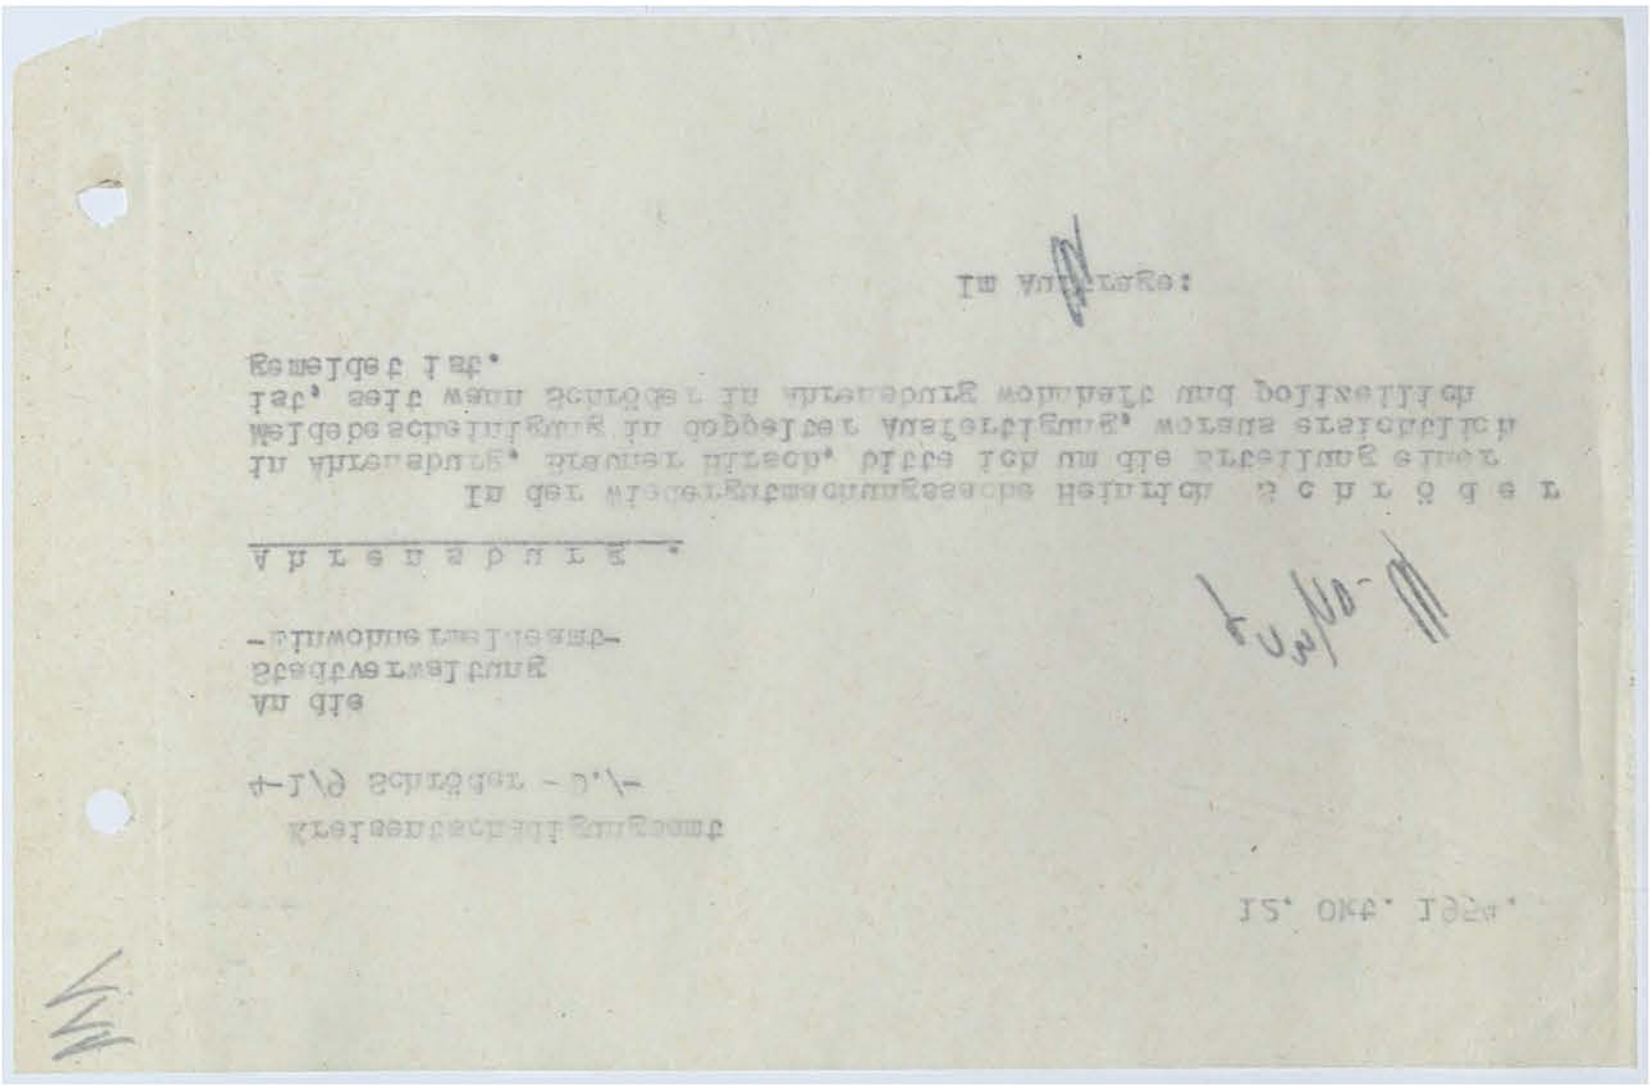 12. Okt. 1954.
Kreisentschädigungsamt
4-1/9 Schröder - D./-
An die
Stadtverwaltung
-Einwohnermeldeamt-
A h r e n s b u r g .
In der Wiedergutmachungssache Heinrich S c h r ö d e r
in Ahrensburg, Brauner Hirsch, bitte ich um die Erteilung einer
Meldebescheinigung in doppelter Ausfertigung, woraus ersichtlich
ist, seit wann Schröder in Ahrensburg wohnhaft und polizeilich
gemeldet ist.
Im Auftrage: